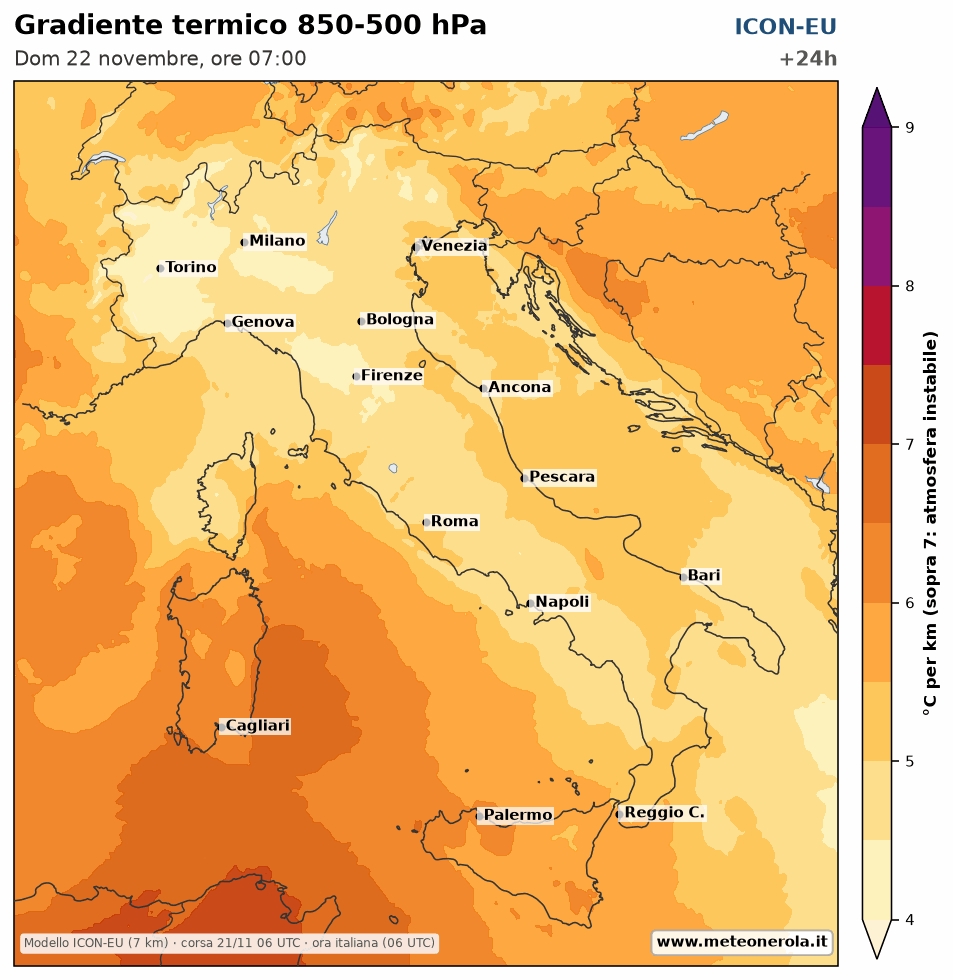 Gradiente termico 850-500 hPa
ICON-EU
Dom 22 novembre, ore 07:00
+24h
Milano
Venezia
Torino
Genova
Bologna
Firenze
Ancona
Pescara
Roma
Bari
Napoli
Cagliari
Palermo
Reggio C.
9
8
7
6
5
4
°C per km (sopra 7: atmosfera instabile)
Modello ICON-EU (7 km) · corsa 21/11 06 UTC · ora italiana (06 UTC)
www.meteonerola.it